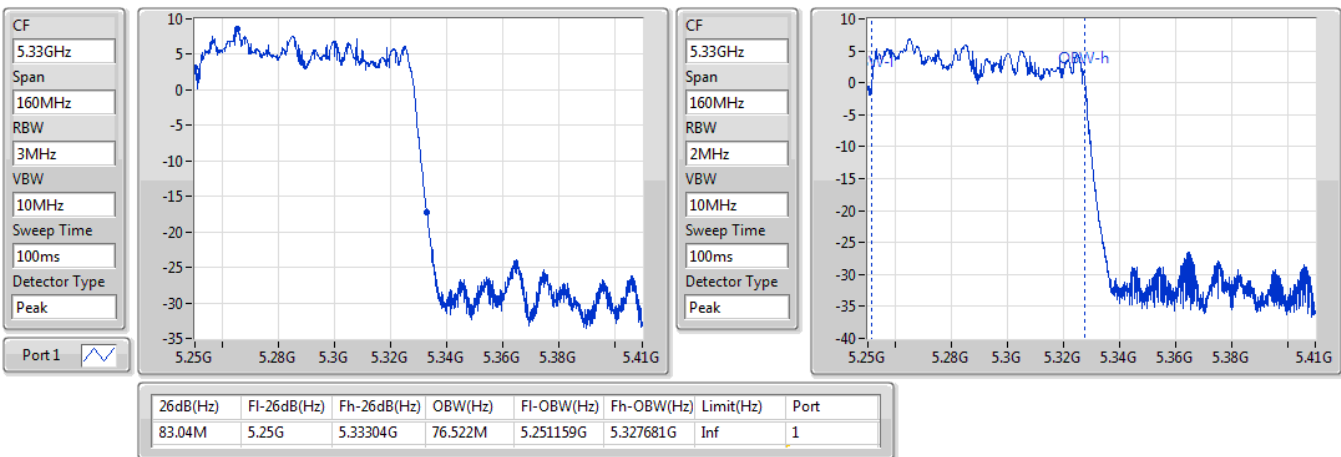 CF
5.33GHz
Span
160MHz
RBW
3MHz
VBW
10MHz
Sweep Time
100ms
Detector Type
Peak
Port 1
10
5
0
-5
-10
-15
-20
-25
-30
-35
5.25G 5.28G 5.3G 5.32G 5.34G 5.36G 5.38G 5.41G
CF
5.33GHz
Span
160MHz
RBW
2MHz
VBW
10MHz
Sweep Time
100ms
Detector Type
Peak
10
5
0
-5
-10
-15
-20
-25
-30
-35
-40
OBW-h
5.25G 5.28G 5.3G 5.32G 5.34G 5.36G 5.38G 5.41G
26dB(Hz) Fl-26dB(Hz) Fh-26dB(Hz) OBW(Hz) Fl-OBW(Hz) Fh-OBW(Hz) Limit(Hz) Port
83.04M 5.25G 5.33304G 76.522M 5.251159G 5.327681G Inf 1